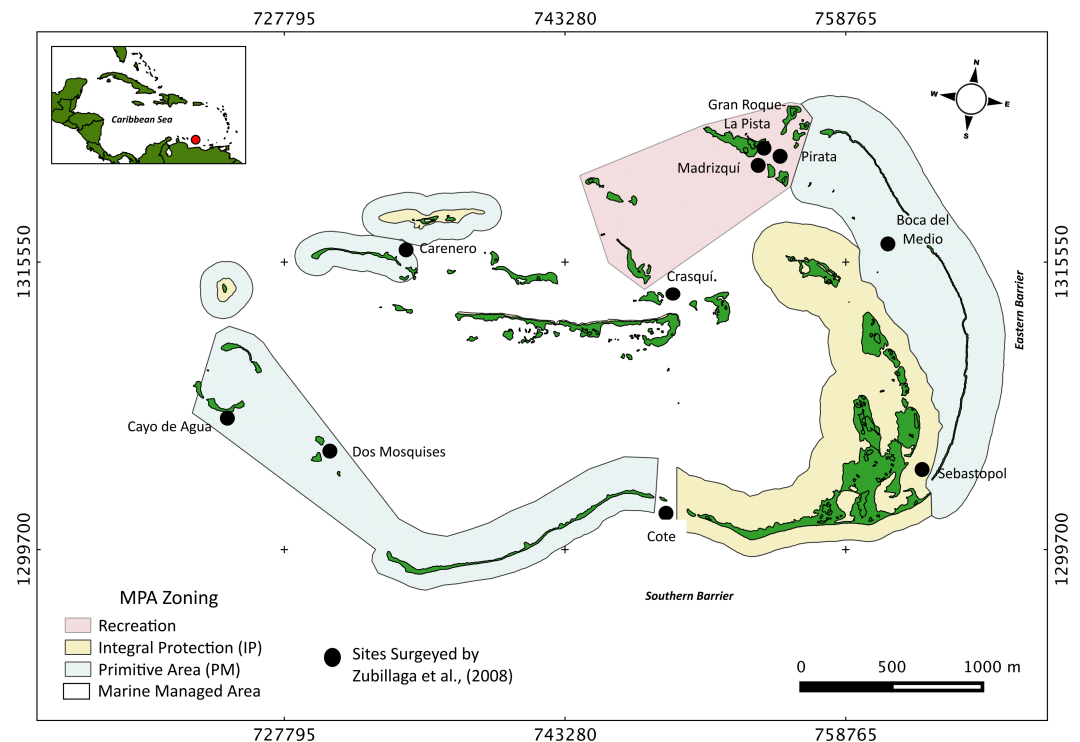 727795 743280 758765
Caribbean Sea
N
W E
S
Gran Roque-
La Pista
Madrizquí
Pirata
Boca del
Medio
Carenero
Crasquí.
1315550
1315550
Eastern Barrier
Cayo de Agua
Dos Mosquises
Sebastopol
Cote
1299700
1299700
Southern Barrier
MPA Zoning
Recreation
Integral Protection (IP)
Primitive Area (PM)
Marine Managed Area
Sites Surgeyed by
Zubillaga et al., (2008)
0 500 1000 m
727795 743280 758765